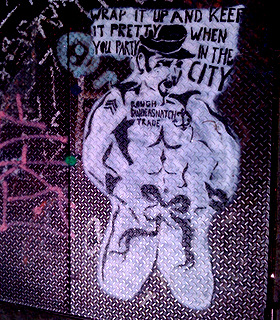 WRAP IT UP AND KEEP
IT PRETTY WHEN
YOU PARTY IN THE
CITY
ROUGH
BANDERSNATCH
TRADE